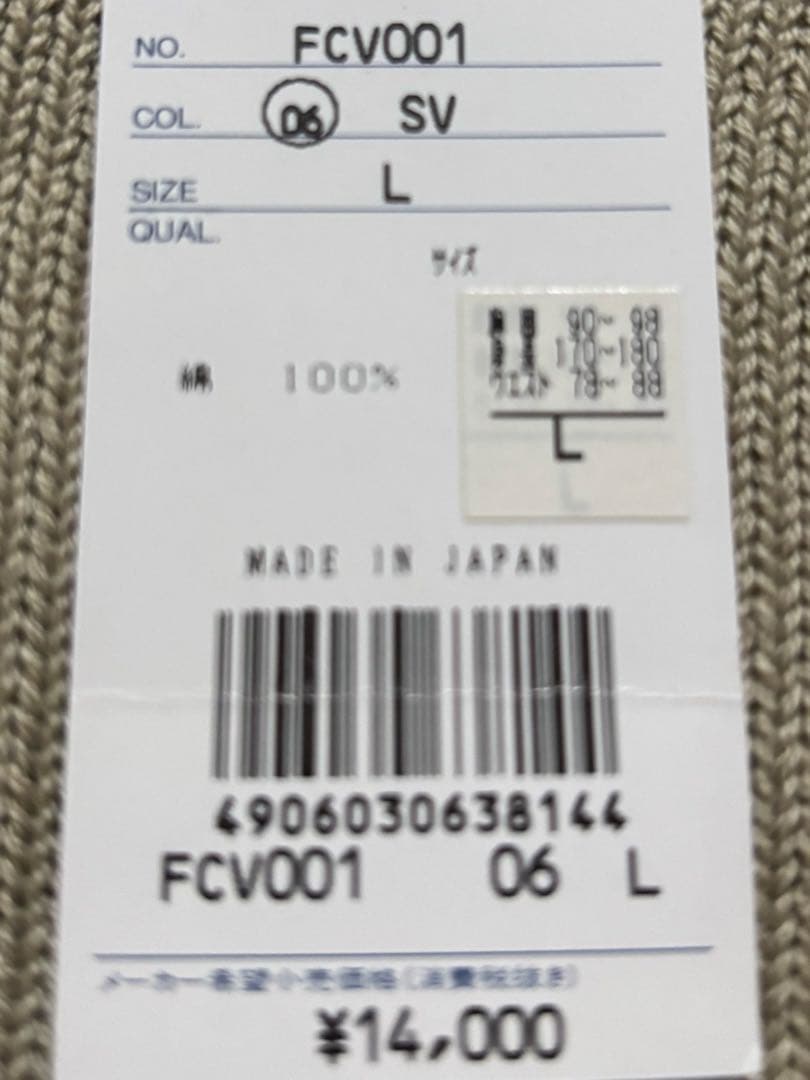 NO. FCV001
COL. 06 SV
SIZE L
QUAL.
サイズ
90~ 98
170~180
ウエスト 78~ 88
L
綿 100%
MADE IN JAPAN
4906030638144
FCV001 06 L
メーカー希望小売価格(消費税抜き)
¥14,000